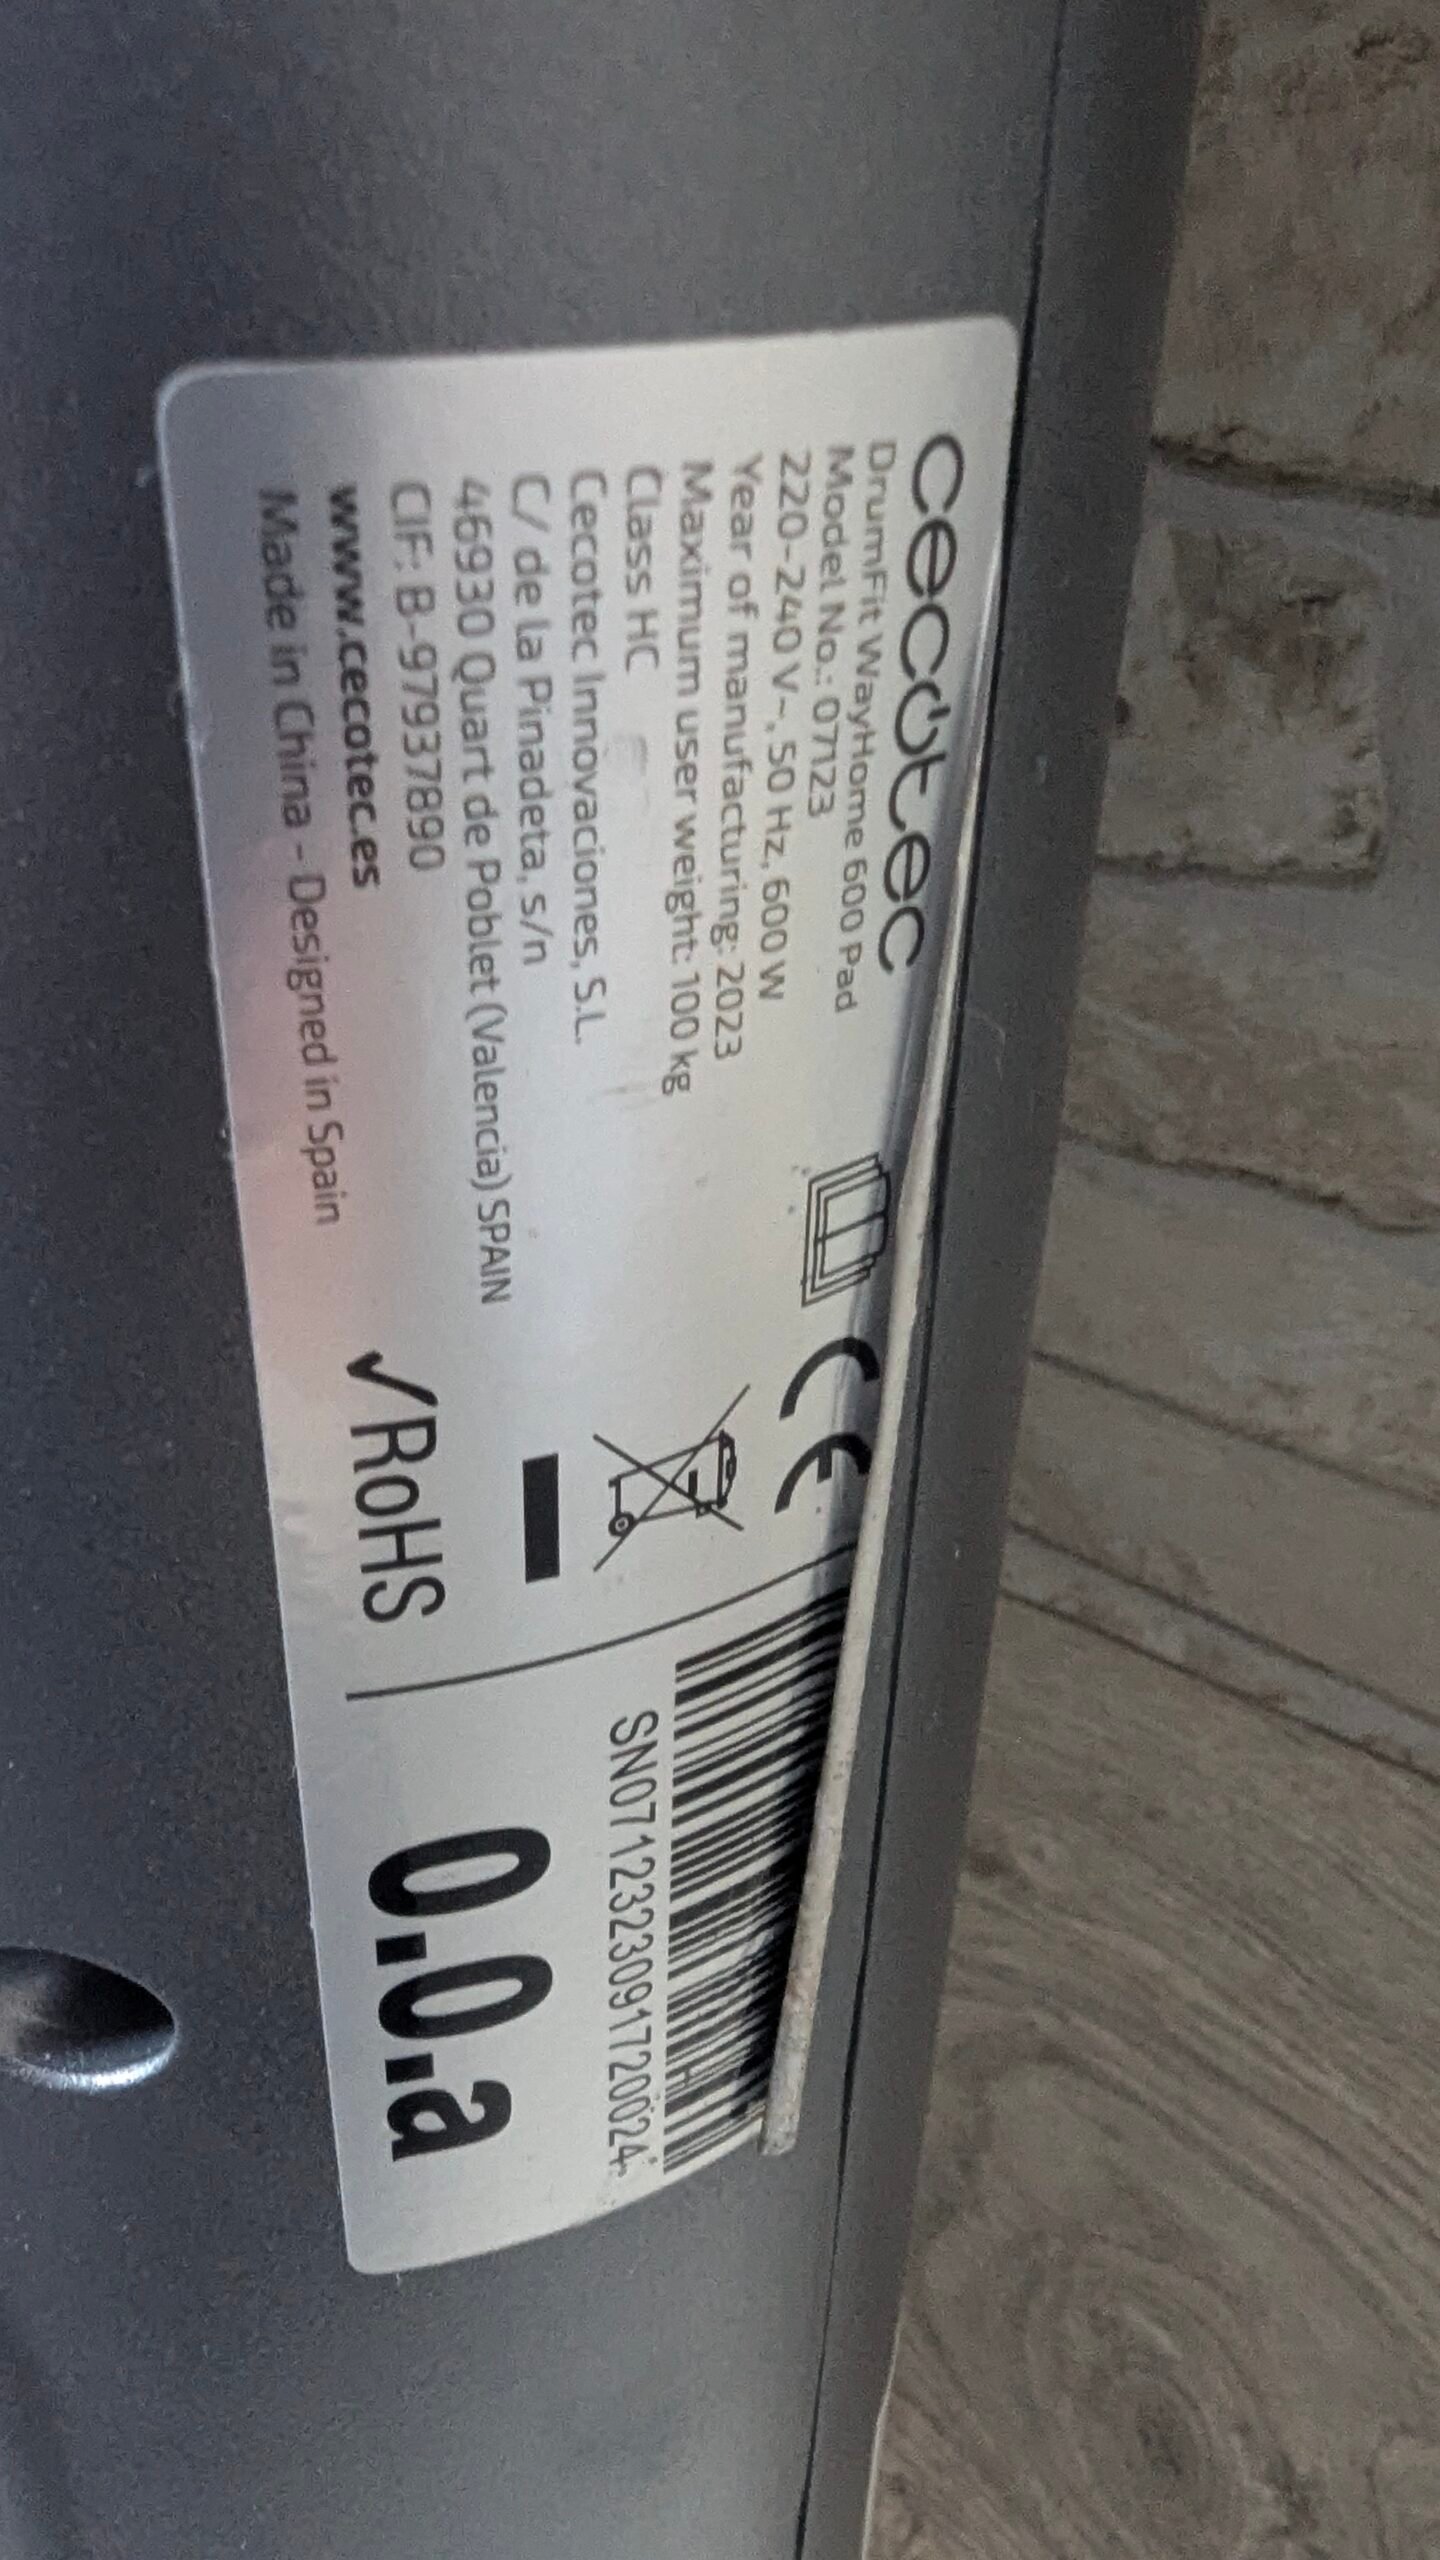 cecotec
DrumFit WayHome 600 Pad
Model No.: 07123
220-240 V~, 50 Hz, 600 W
Year of manufacturing: 2023
Maximum user weight: 100 kg
Class HC
Cecotec Innovaciones, S.L.
C/ de la Pinadeta, s/n
46930 Quart de Poblet (Valencia) SPAIN
CIF: B-97937890
www.cecotec.es
Made in China - Designed in Spain
CE
✓RoHS
SN0712323091720024
0.0.a